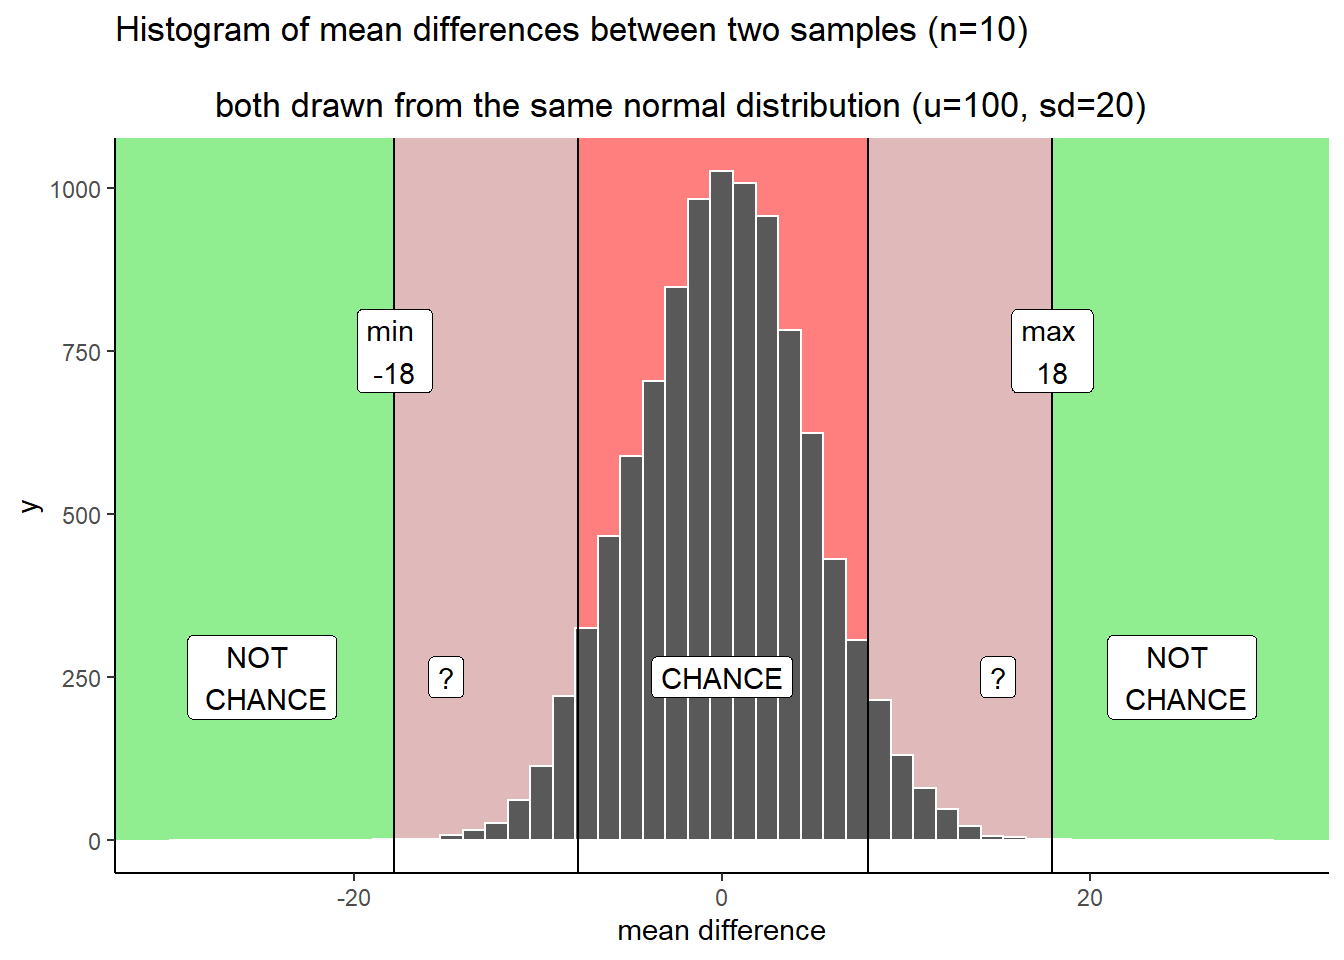 Histogram of mean differences between two samples (n=10)
both drawn from the same normal distribution (u=100, sd=20)
y
1000
750
500
250
0
min
-18
max
18
NOT
CHANCE
?
CHANCE
?
NOT
CHANCE
-20
0
20
mean difference